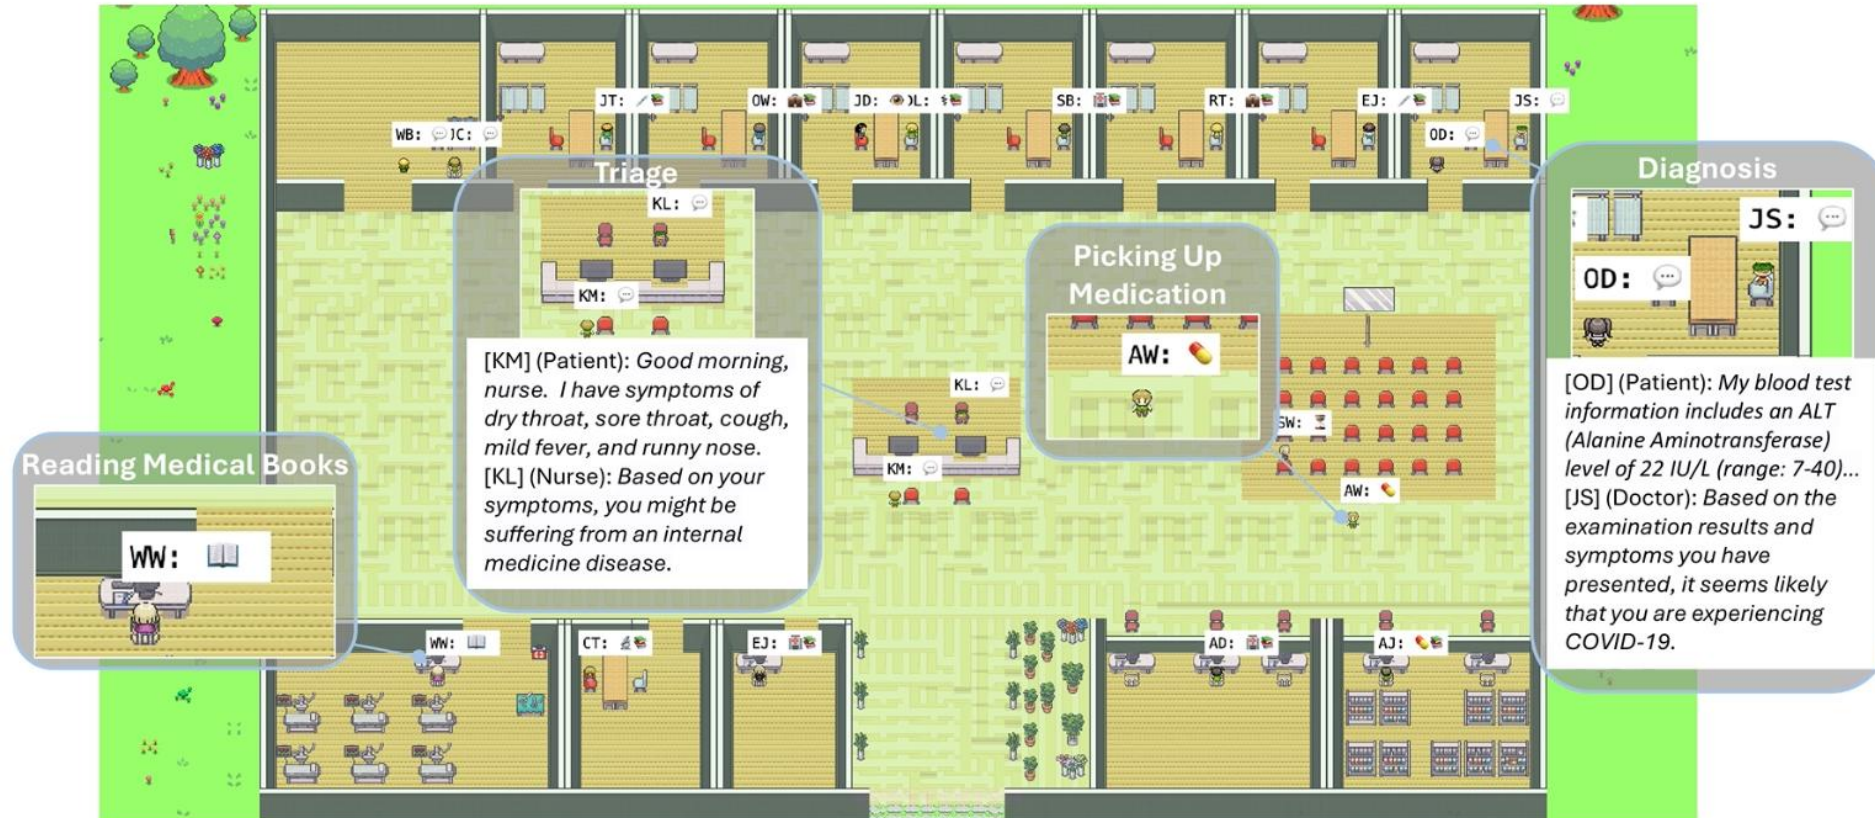 JT:
OW:
JD:
DL:
SB:
RT:
EJ:
JS:
WB:
JC:
OD:
Triage
KL:
KM:
[KM] (Patient): Good morning,
nurse. I have symptoms of
dry throat, sore throat, cough,
mild fever, and runny nose.
[KL] (Nurse): Based on your
symptoms, you might be
suffering from an internal
medicine disease.
Picking Up
Medication
AW:
Diagnosis
JS:
OD:
[OD] (Patient): My blood test
information includes an ALT
(Alanine Aminotransferase)
level of 22 IU/L (range: 7-40)...
[JS] (Doctor): Based on the
examination results and
symptoms you have
presented, it seems likely
that you are experiencing
COVID-19.
KL:
KM:
SW:
AW:
Reading Medical Books
WW:
WW:
CT:
EJ:
AD:
AJ: